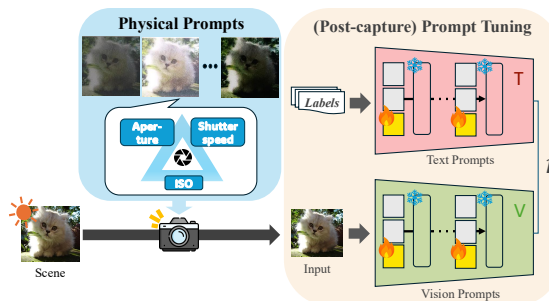 Physical Prompts
(Post-capture) Prompt Tuning
Aper-
ture
Shutter
speed
ISO
Labels
T
Text Prompts
V
Scene
Input
Vision Prompts